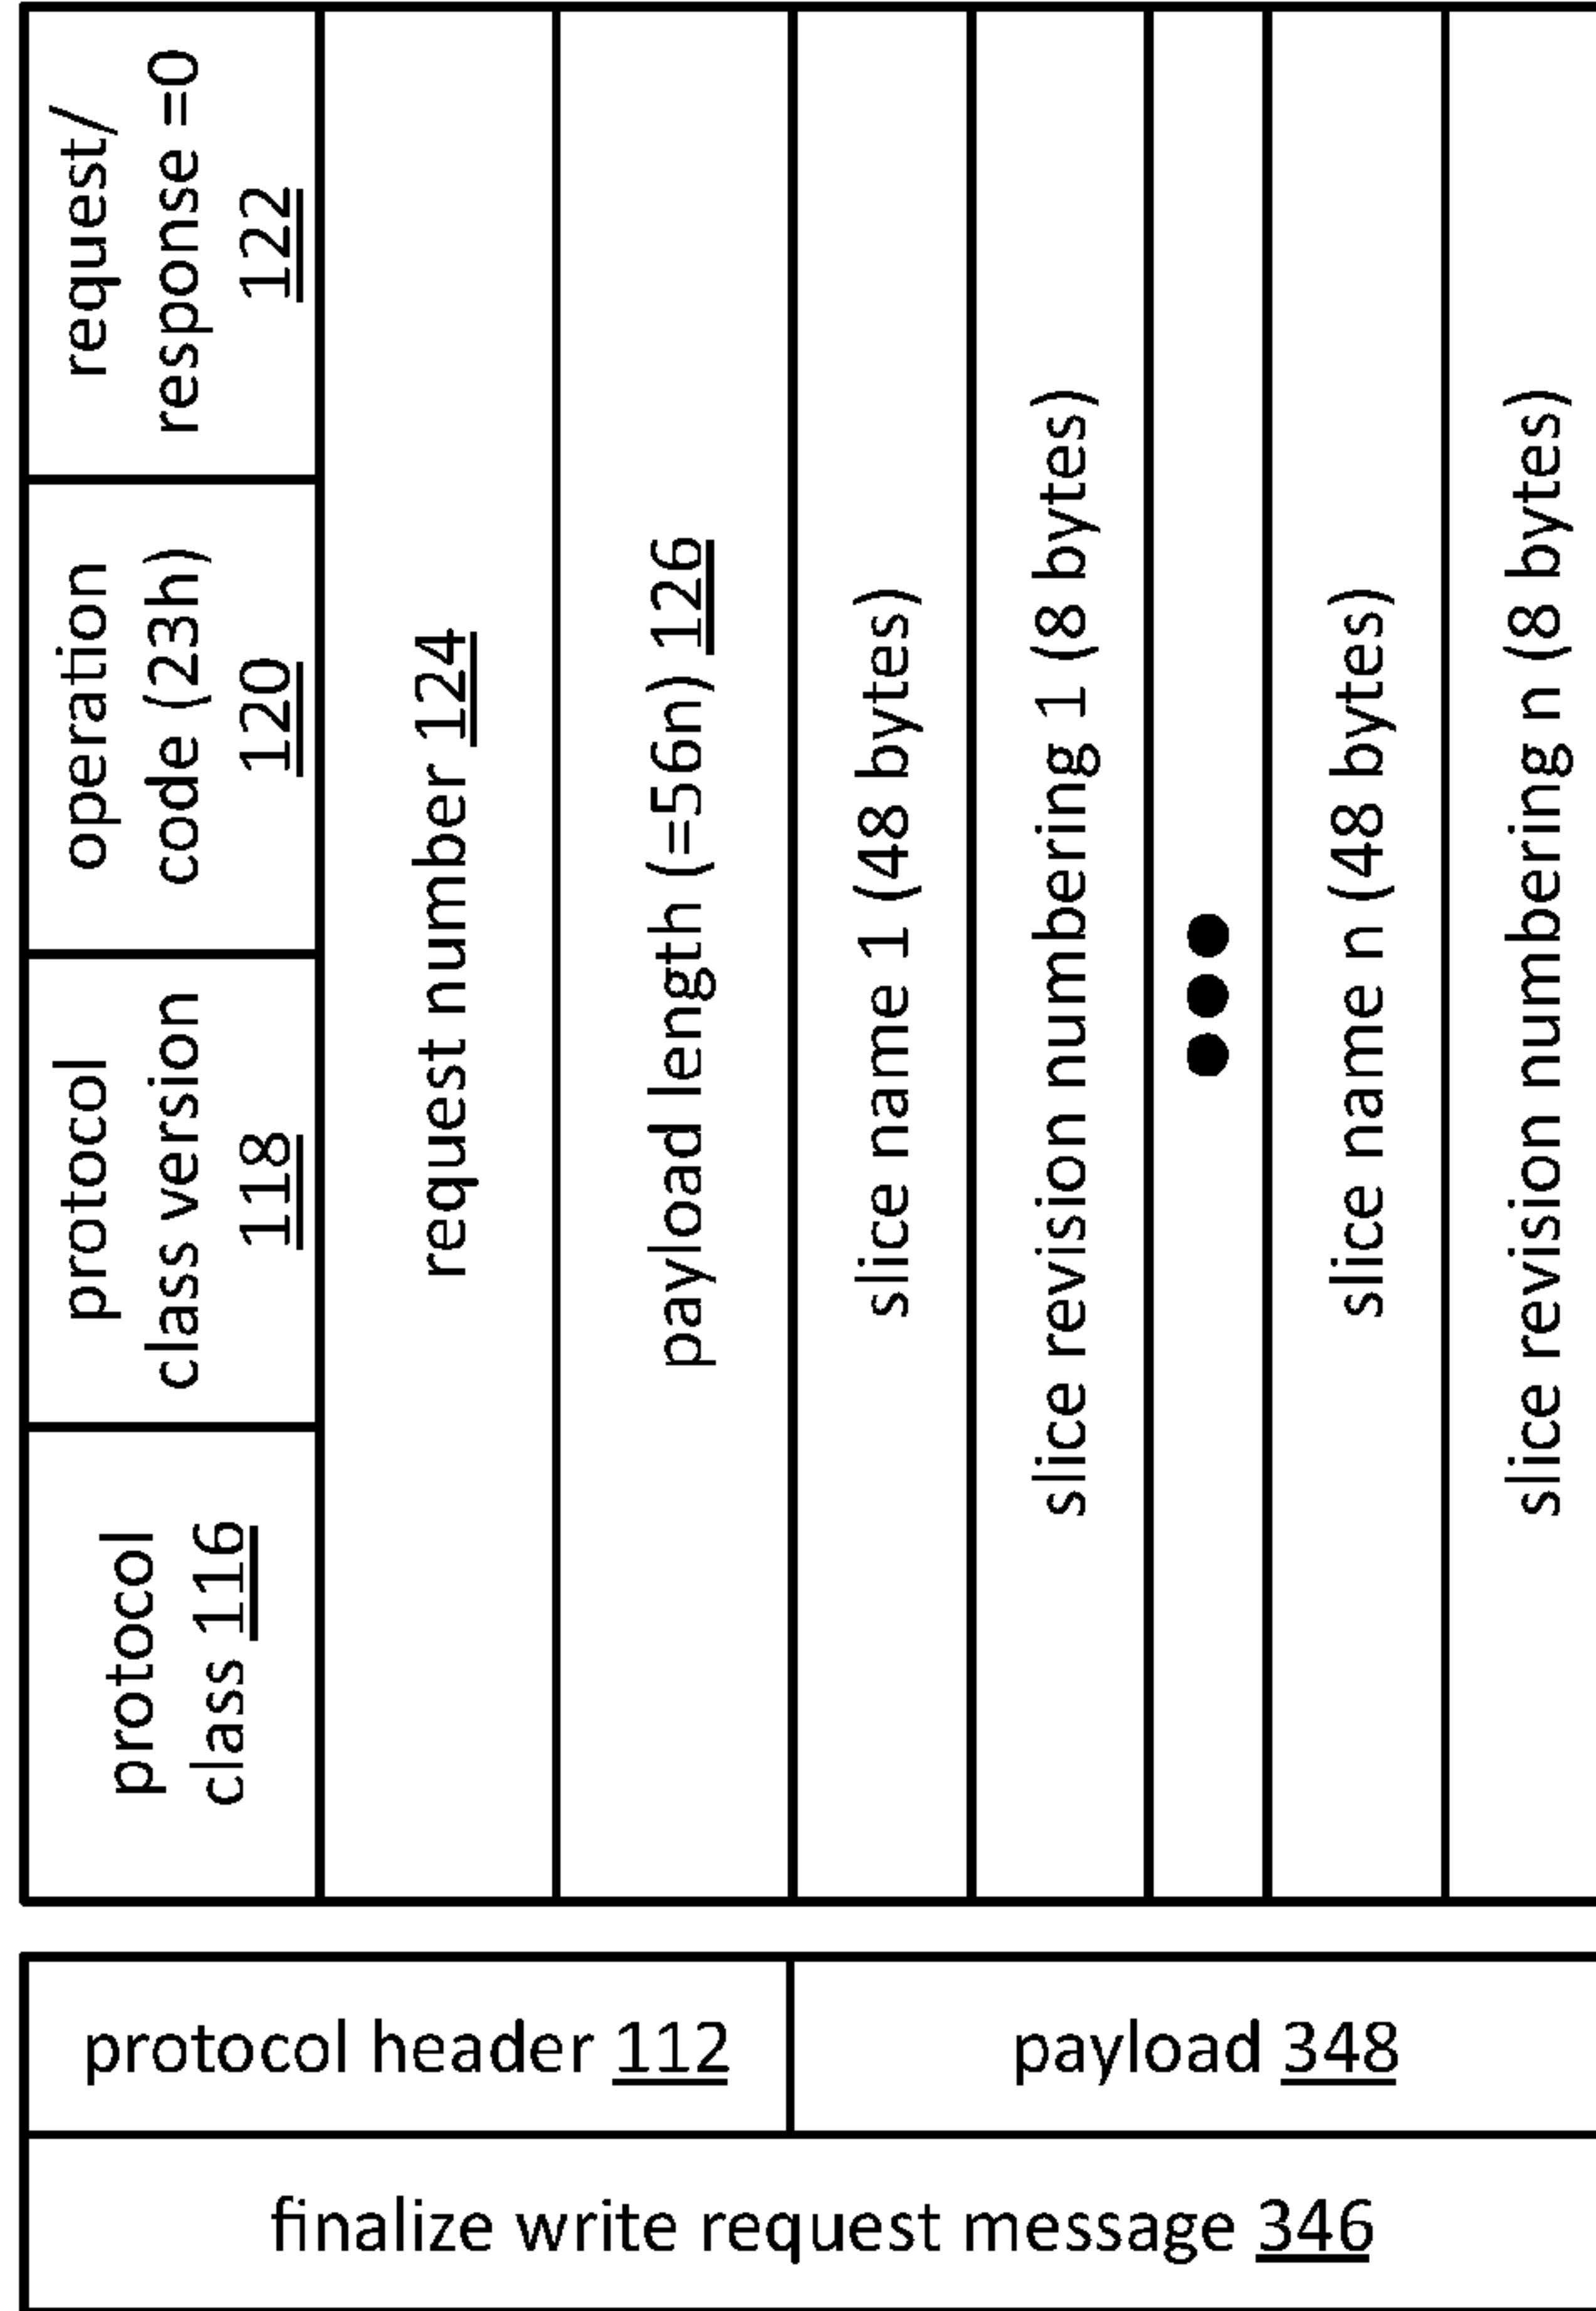 protocol
class 116
protocol
class version
118
operation
code (23h)
120
request/
response =0
122
request number 124
payload length (=56n) 126
slice name 1 (48 bytes)
slice revision numbering 1 (8 bytes)
slice name n (48 bytes)
slice revision numbering n (8 bytes)
protocol header 112
payload 348
finalize write request message 346